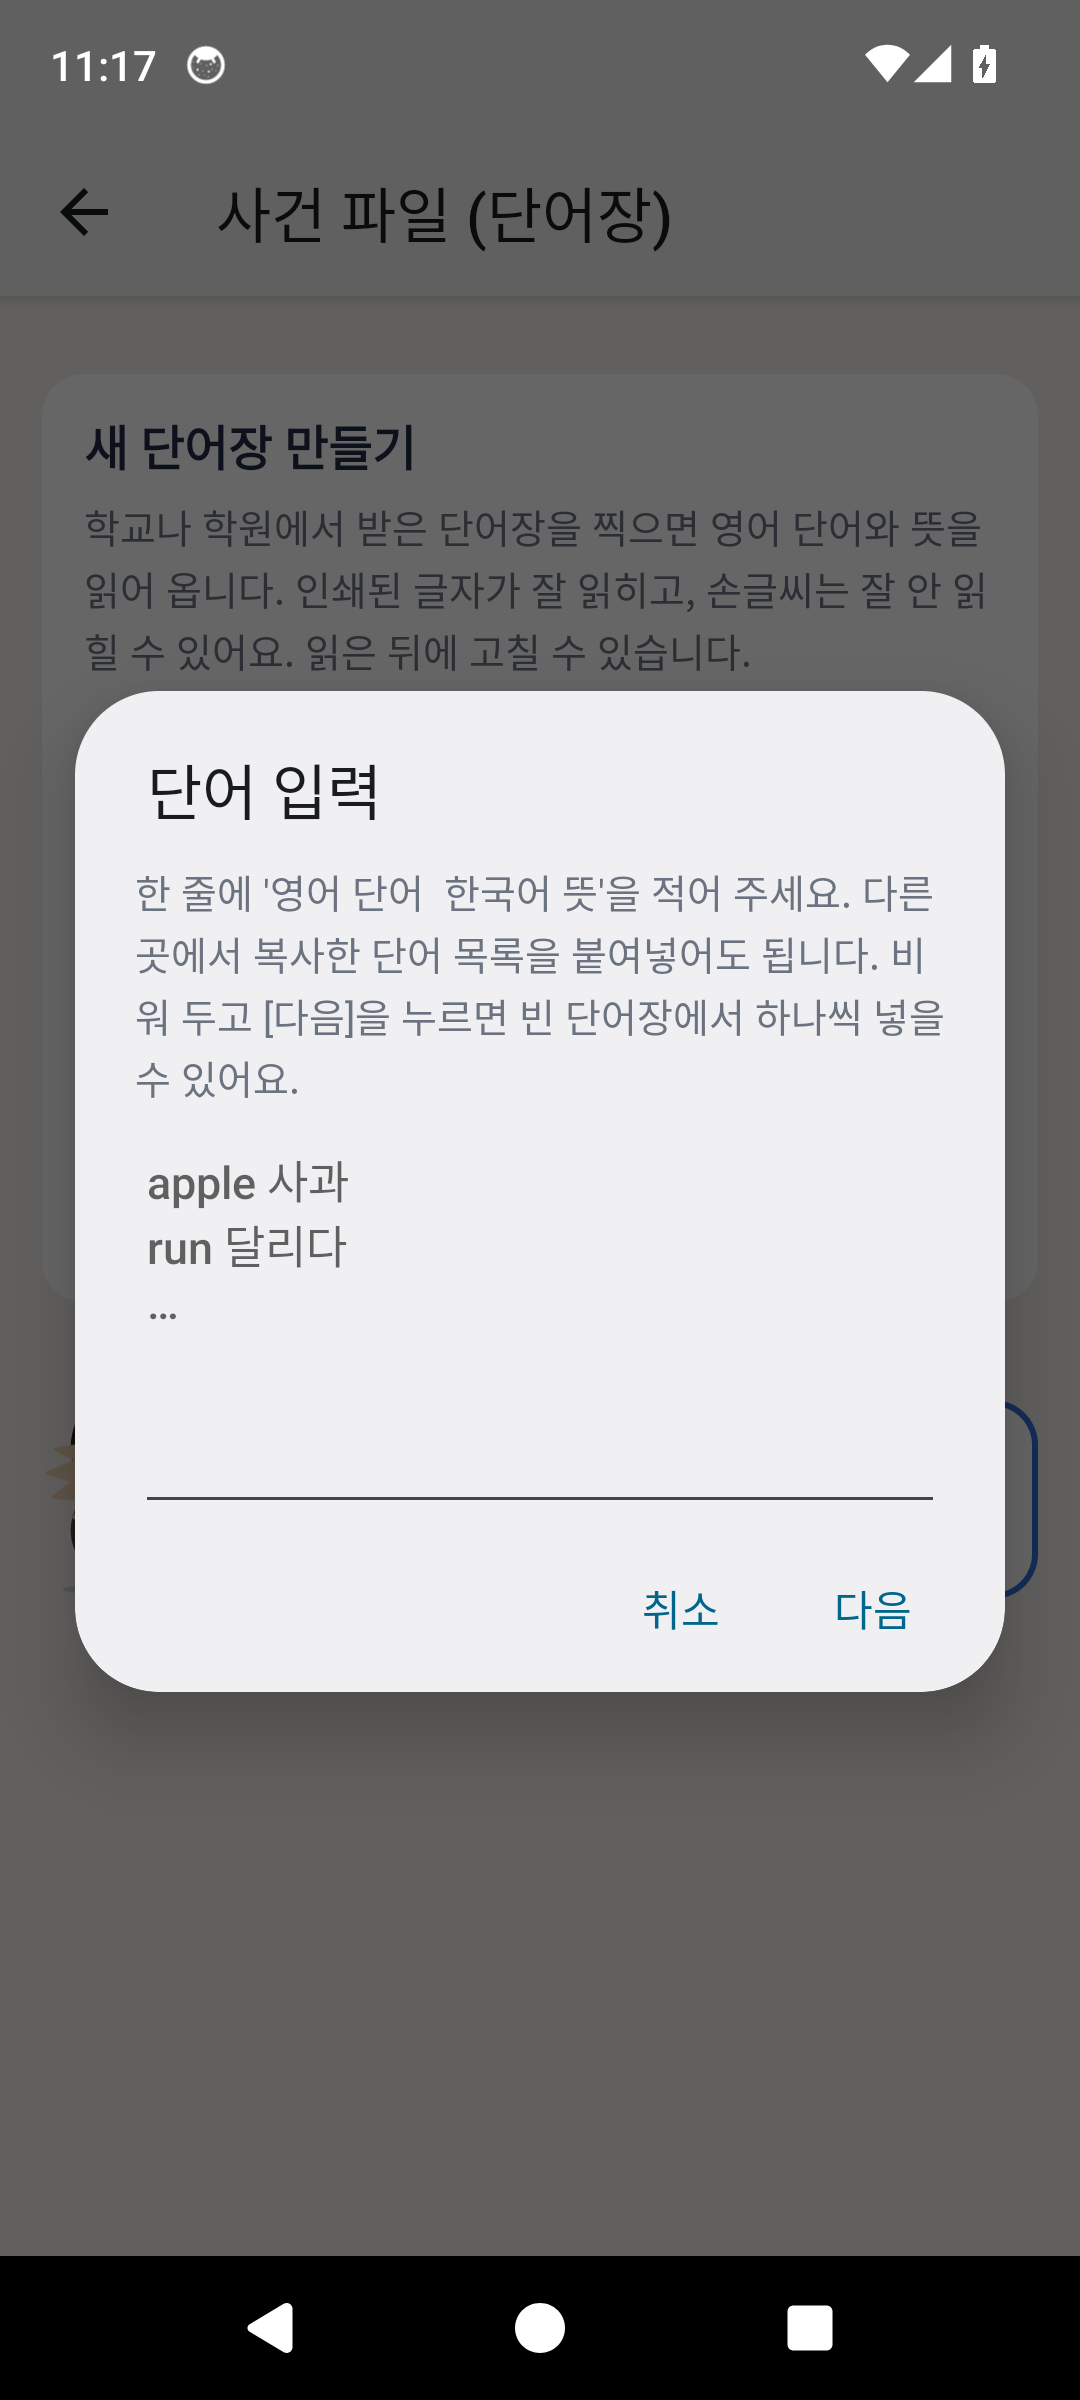 11:17
사건 파일 (단어장)
새 단어장 만들기
학교나 학원에서 받은 단어장을 찍으면 영어 단어와 뜻을
읽어 옵니다. 인쇄된 글자가 잘 읽히고, 손글씨는 잘 안 읽
힐 수 있어요. 읽은 뒤에 고칠 수 있습니다.
단어 입력
한 줄에 '영어 단어  한국어 뜻'을 적어 주세요. 다른
곳에서 복사한 단어 목록을 붙여넣어도 됩니다. 비
워 두고 [다음]을 누르면 빈 단어장에서 하나씩 넣을
수 있어요.
apple 사과
run 달리다
…
취소 다음